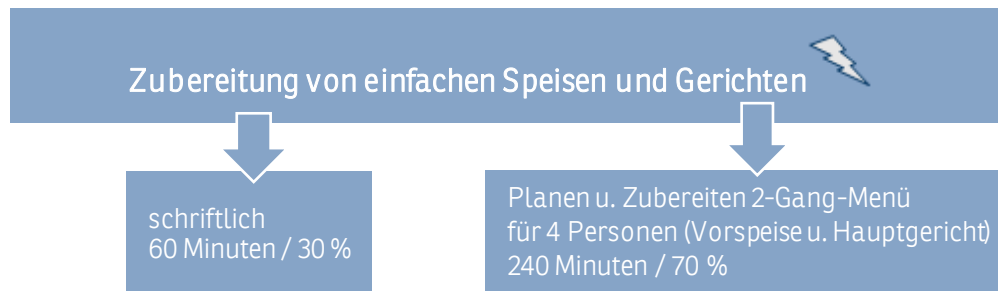 Zubereitung von einfachen Speisen und Gerichten
schriftlich
60 Minuten / 30 %
Planen u. Zubereiten 2-Gang-Menü
für 4 Personen (Vorspeise u. Hauptgericht)
240 Minuten / 70 %